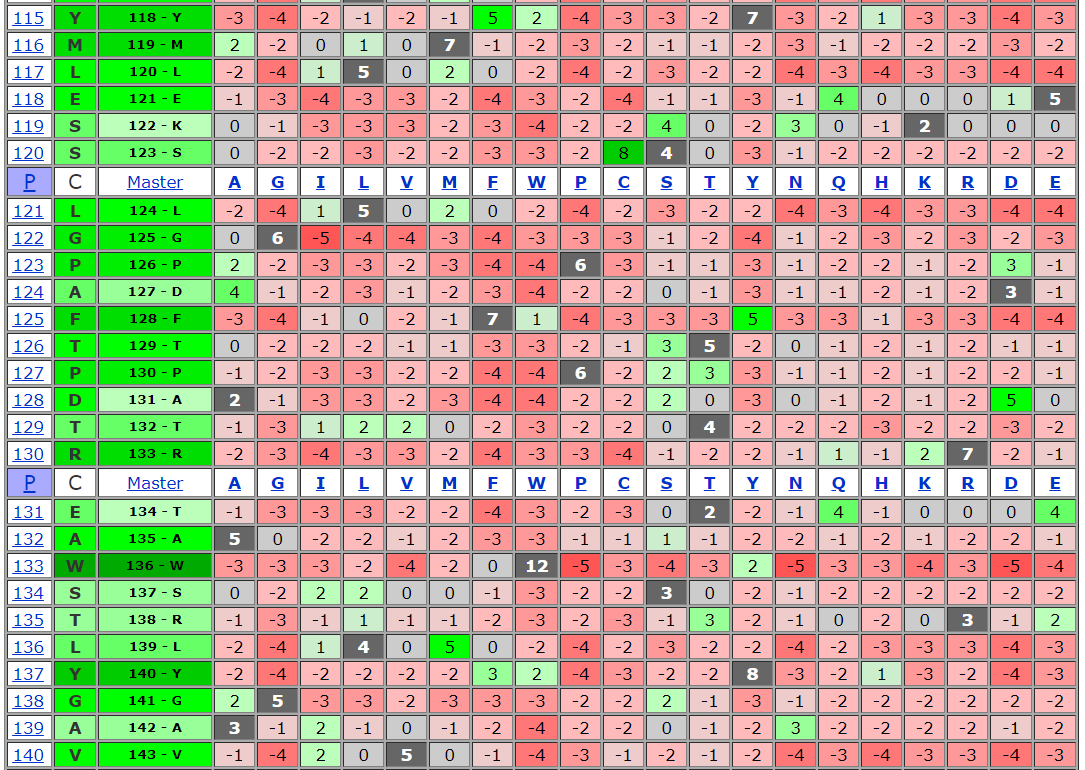 115 Y 118 - Y -3 -4 -2 -1 -2 -1 5 2 -4 -3 -3 -2 7 -3 -2 1 -3 -3 -4 -3
116 M 119 - M 2 -2 0 1 0 7 -1 -2 -3 -2 -1 -1 -2 -3 -1 -2 -2 -2 -3 -2
117 L 120 - L -2 -4 1 5 0 2 0 -2 -4 -2 -3 -2 -2 -4 -3 -4 -3 -3 -4 -4
118 E 121 - E -1 -3 -4 -3 -3 -2 -4 -3 -2 -4 -1 -1 -3 -1 4 0 0 0 1 5
119 S 122 - K 0 -1 -3 -3 -3 -2 -3 -4 -2 -2 4 0 -2 3 0 -1 2 0 0 0
120 S 123 - S 0 -2 -2 -3 -2 -2 -3 -3 -2 8 4 0 -3 -1 -2 -2 -2 -2 -2 -2
P C Master A G I L V M F W P C S T Y N Q H K R D E
121 L 124 - L -2 -4 1 5 0 2 0 -2 -4 -2 -3 -2 -2 -4 -3 -4 -3 -3 -4 -4
122 G 125 - G 0 6 -5 -4 -4 -3 -4 -3 -3 -3 -1 -2 -4 -1 -2 -3 -2 -3 -2 -3
123 P 126 - P 2 -2 -3 -3 -2 -3 -4 -4 6 -3 -1 -1 -3 -1 -2 -2 -1 -2 3 -1
124 A 127 - D 4 -1 -2 -3 -1 -2 -3 -4 -2 -2 0 -1 -3 -1 -1 -2 -1 -2 3 -1
125 F 128 - F -3 -4 -1 0 -2 -1 7 1 -4 -3 -3 -3 5 -3 -3 -1 -3 -3 -4 -4
126 T 129 - T 0 -2 -2 -2 -1 -1 -3 -3 -2 -1 3 5 -2 0 -1 -2 -1 -2 -1 -1
127 P 130 - P -1 -2 -3 -3 -2 -2 -4 -4 6 -2 2 3 -3 -1 -1 -2 -1 -2 -2 -1
128 D 131 - A 2 -1 -3 -3 -2 -3 -4 -4 -2 -2 2 0 -3 0 -1 -2 -1 -2 5 0
129 T 132 - T -1 -3 1 2 2 0 -2 -3 -2 -2 0 4 -2 -2 -2 -3 -2 -2 -3 -2
130 R 133 - R -2 -3 -4 -3 -3 -2 -4 -3 -3 -4 -1 -2 -2 -1 1 -1 2 7 -2 -1
P C Master A G I L V M F W P C S T Y N Q H K R D E
131 E 134 - T -1 -3 -3 -3 -2 -2 -4 -3 -2 -3 0 2 -2 -1 4 -1 0 0 0 4
132 A 135 - A 5 0 -2 -2 -1 -2 -3 -3 -1 -1 1 -1 -2 -2 -1 -2 -1 -2 -2 -1
133 W 136 - W -3 -3 -3 -2 -4 -2 0 12 -5 -3 -4 -3 2 -5 -3 -3 -4 -3 -5 -4
134 S 137 - S 0 -2 2 2 0 0 -1 -3 -2 -2 3 0 -2 -1 -2 -2 -2 -2 -2 -2
135 T 138 - R -1 -3 -1 1 -1 -1 -2 -3 -2 -3 -1 3 -2 -1 0 -2 0 3 -1 2
136 L 139 - L -2 -4 1 4 0 5 0 -2 -4 -2 -3 -2 -2 -4 -2 -3 -3 -3 -4 -3
137 Y 140 - Y -2 -4 -2 -2 -2 -2 3 2 -4 -3 -2 -2 8 -3 -2 1 -3 -2 -4 -3
138 G 141 - G 2 5 -3 -3 -2 -3 -3 -3 -2 -2 2 -1 -3 -1 -2 -2 -2 -2 -2 -2
139 A 142 - A 3 -1 2 -1 0 -1 -2 -4 -2 -2 0 -1 -2 3 -2 -2 -2 -2 -1 -2
140 V 143 - V -1 -4 2 0 5 0 -1 -4 -3 -1 -2 -1 -2 -4 -3 -4 -3 -3 -4 -3